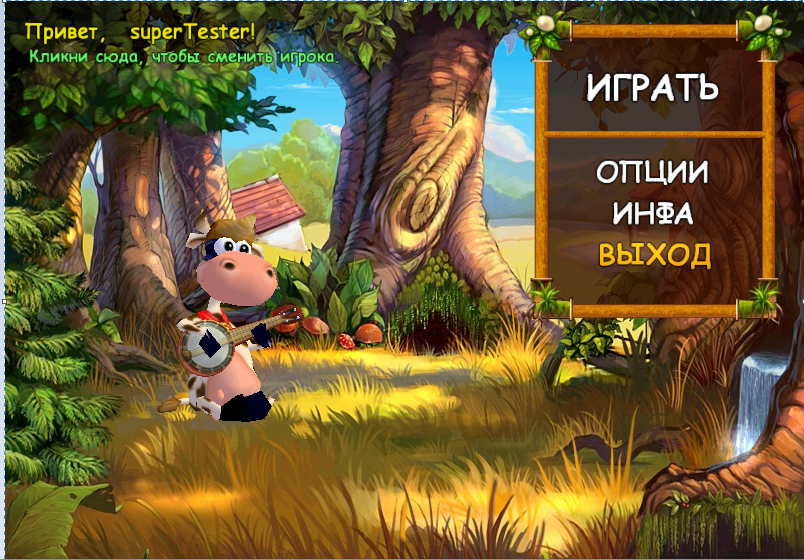 Привет, superTester!
Кликни сюда, чтобы сменить игрока.
ИГРАТЬ
ОПЦИИ
ИНФА
ВЫХОД